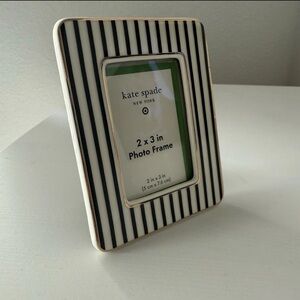 kate spade
NEW YORK
2 x 3 in
Photo Frame
2 in x 3 in
(5 cm x 7.6 cm)